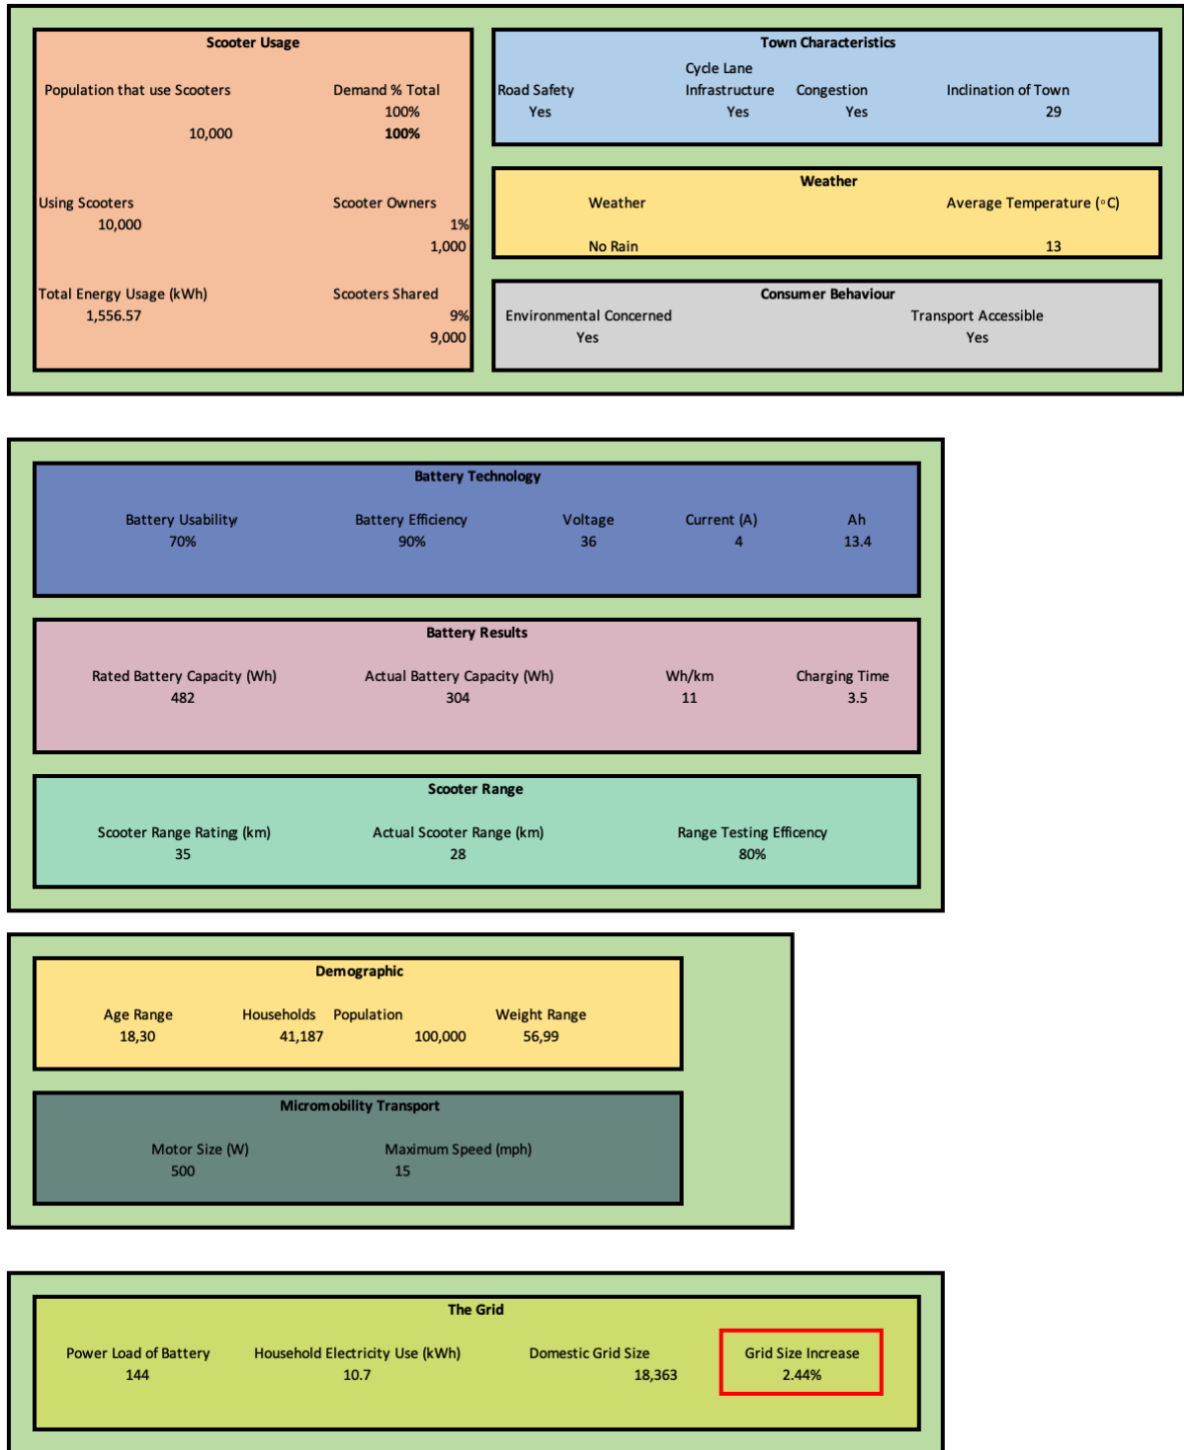 Scooter Usage
Population that use Scooters Demand % Total
100%
10,000 100%
Using Scooters Scooter Owners
10,000 1%
1,000
Total Energy Usage (kWh) Scooters Shared
1,556.57 9%
9,000
Town Characteristics
Cycle Lane
Road Safety Infrastructure Congestion Inclination of Town
Yes Yes Yes 29
Weather
Weather Average Temperature (◦C)
No Rain 13
Consumer Behaviour
Environmental Concerned Transport Accessible
Yes Yes
Battery Technology
Battery Usability Battery Efficiency Voltage Current (A) Ah
70% 90% 36 4 13.4
Battery Results
Rated Battery Capacity (Wh) Actual Battery Capacity (Wh) Wh/km Charging Time
482 304 11 3.5
Scooter Range
Scooter Range Rating (km) Actual Scooter Range (km) Range Testing Efficency
35 28 80%
Demographic
Age Range Households Population Weight Range
18,30 41,187 100,000 56,99
Micromobility Transport
Motor Size (W) Maximum Speed (mph)
500 15
The Grid
Power Load of Battery Household Electricity Use (kWh) Domestic Grid Size Grid Size Increase
144 10.7 18,363 2.44%